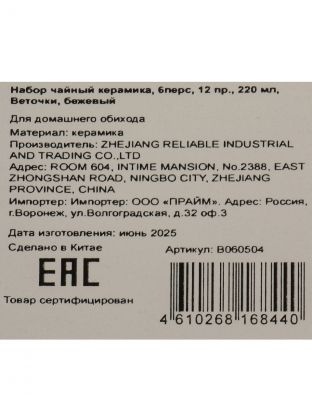 Набор чайный керамика, 6перс, 12 пр., 220 мл,
Веточки, бежевый
Для домашнего обихода
Материал: керамика
Производитель: ZHEJIANG RELIABLE INDUSTRIAL
AND TRADING CO.,LTD
Адрес: ROOM 604, INTIME MANSION, No.2388, EAST
ZHONGSHAN ROAD, NINGBO CITY, ZHEJIANG
PROVINCE, CHINA
Импортер: Импортер: ООО «ПРАЙМ». Адрес: Россия,
г.Воронеж, ул.Волгоградская, д.32 оф.3
Дата изготовления: июнь 2025
Сделано в Китае
Артикул: B060504
EAC
Товар сертифицирован
4 610268 168440